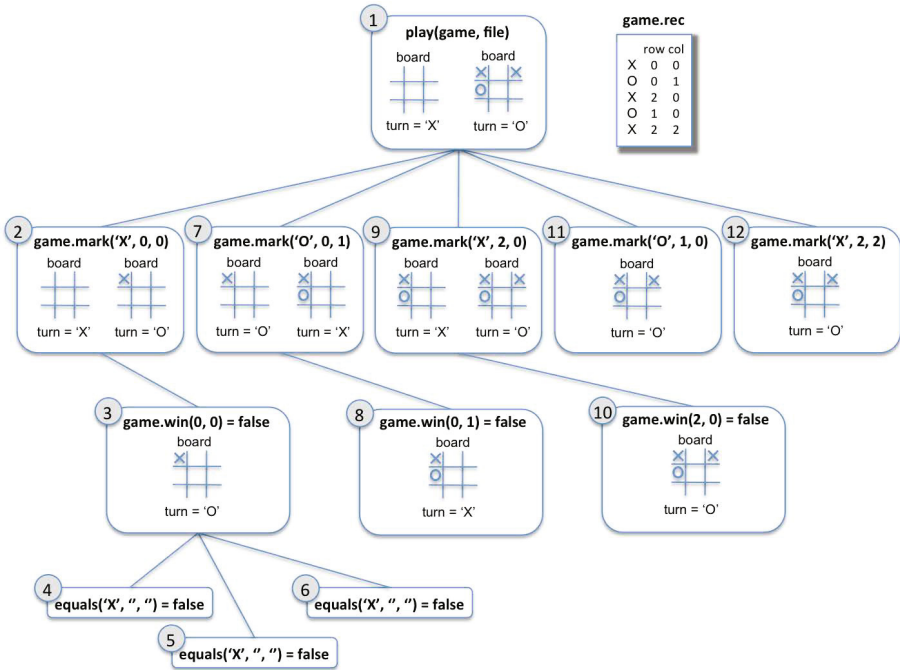 1
play(game, file)
board board
X X
O
turn = ‘X’ turn = ‘O’
game.rec
row col
X 0 0
O 0 1
X 2 0
O 1 0
X 2 2
2
game.mark(‘X’, 0, 0)
board board
X
turn = ‘X’ turn = ‘O’
7
game.mark(‘O’, 0, 1)
board board
X X
O
turn = ‘O’ turn = ‘X’
9
game.mark(‘X’, 2, 0)
board board
X X X
O O
turn = ‘X’ turn = ‘O’
11
game.mark(‘O’, 1, 0)
board
X X
O
turn = ‘O’
12
game.mark(‘X’, 2, 2)
board
X X
O
turn = ‘O’
3
game.win(0, 0) = false
board
X
turn = ‘O’
8
game.win(0, 1) = false
board
X
O
turn = ‘X’
10
game.win(2, 0) = false
board
X X
O
turn = ‘O’
4
equals(‘X’, ‘’, ‘’) = false
5
equals(‘X’, ‘’, ‘’) = false
6
equals(‘X’, ‘’, ‘’) = false